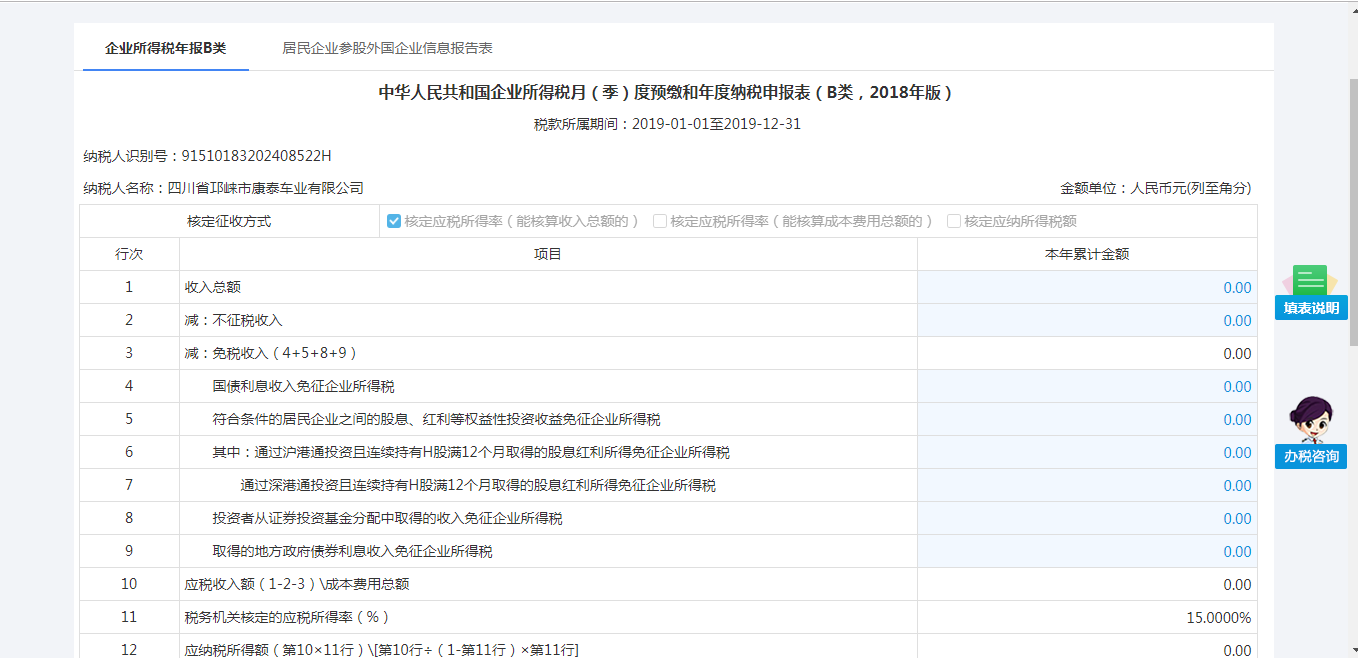 企业所得税年报B类 居民企业参股外国企业信息报告表
中华人民共和国企业所得税月（季）度预缴和年度纳税申报表（B类，2018年版）
税款所属期间：2019-01-01至2019-12-31
纳税人识别号：91510183202408522H
纳税人名称：四川省邛崃市康泰车业有限公司 金额单位：人民币元(列至角分)
核定征收方式 核定应税所得率（能核算收入总额的） 核定应税所得率（能核算成本费用总额的） 核定应纳所得税额
行次 项目 本年累计金额
1 收入总额 0.00
2 减：不征税收入 0.00
3 减：免税收入（4+5+8+9） 0.00
4 国债利息收入免征企业所得税 0.00
5 符合条件的居民企业之间的股息、红利等权益性投资收益免征企业所得税 0.00
6 其中：通过沪港通投资且连续持有H股满12个月取得的股息红利所得免征企业所得税 0.00
7 通过深港通投资且连续持有H股满12个月取得的股息红利所得免征企业所得税 0.00
8 投资者从证券投资基金分配中取得的收入免征企业所得税 0.00
9 取得的地方政府债券利息收入免征企业所得税 0.00
10 应税收入额（1-2-3）\成本费用总额 0.00
11 税务机关核定的应税所得率（%） 15.0000%
12 应纳税所得额（第10×11行）\[第10行÷（1-第11行）×第11行] 0.00
填表说明
办税咨询